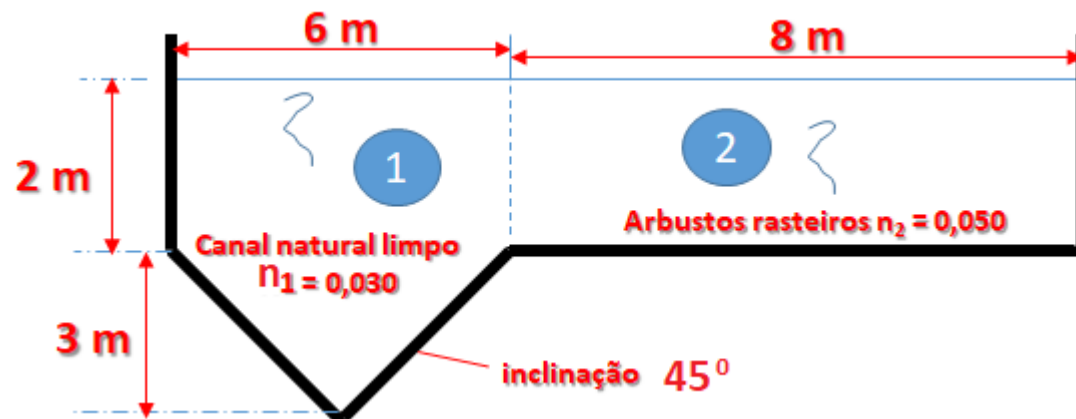 6 m
8 m
2 m
1
2
Canal natural limpo
n1 = 0,030
Arbustos rasteiros n2 = 0,050
3 m
inclinação 45⁰